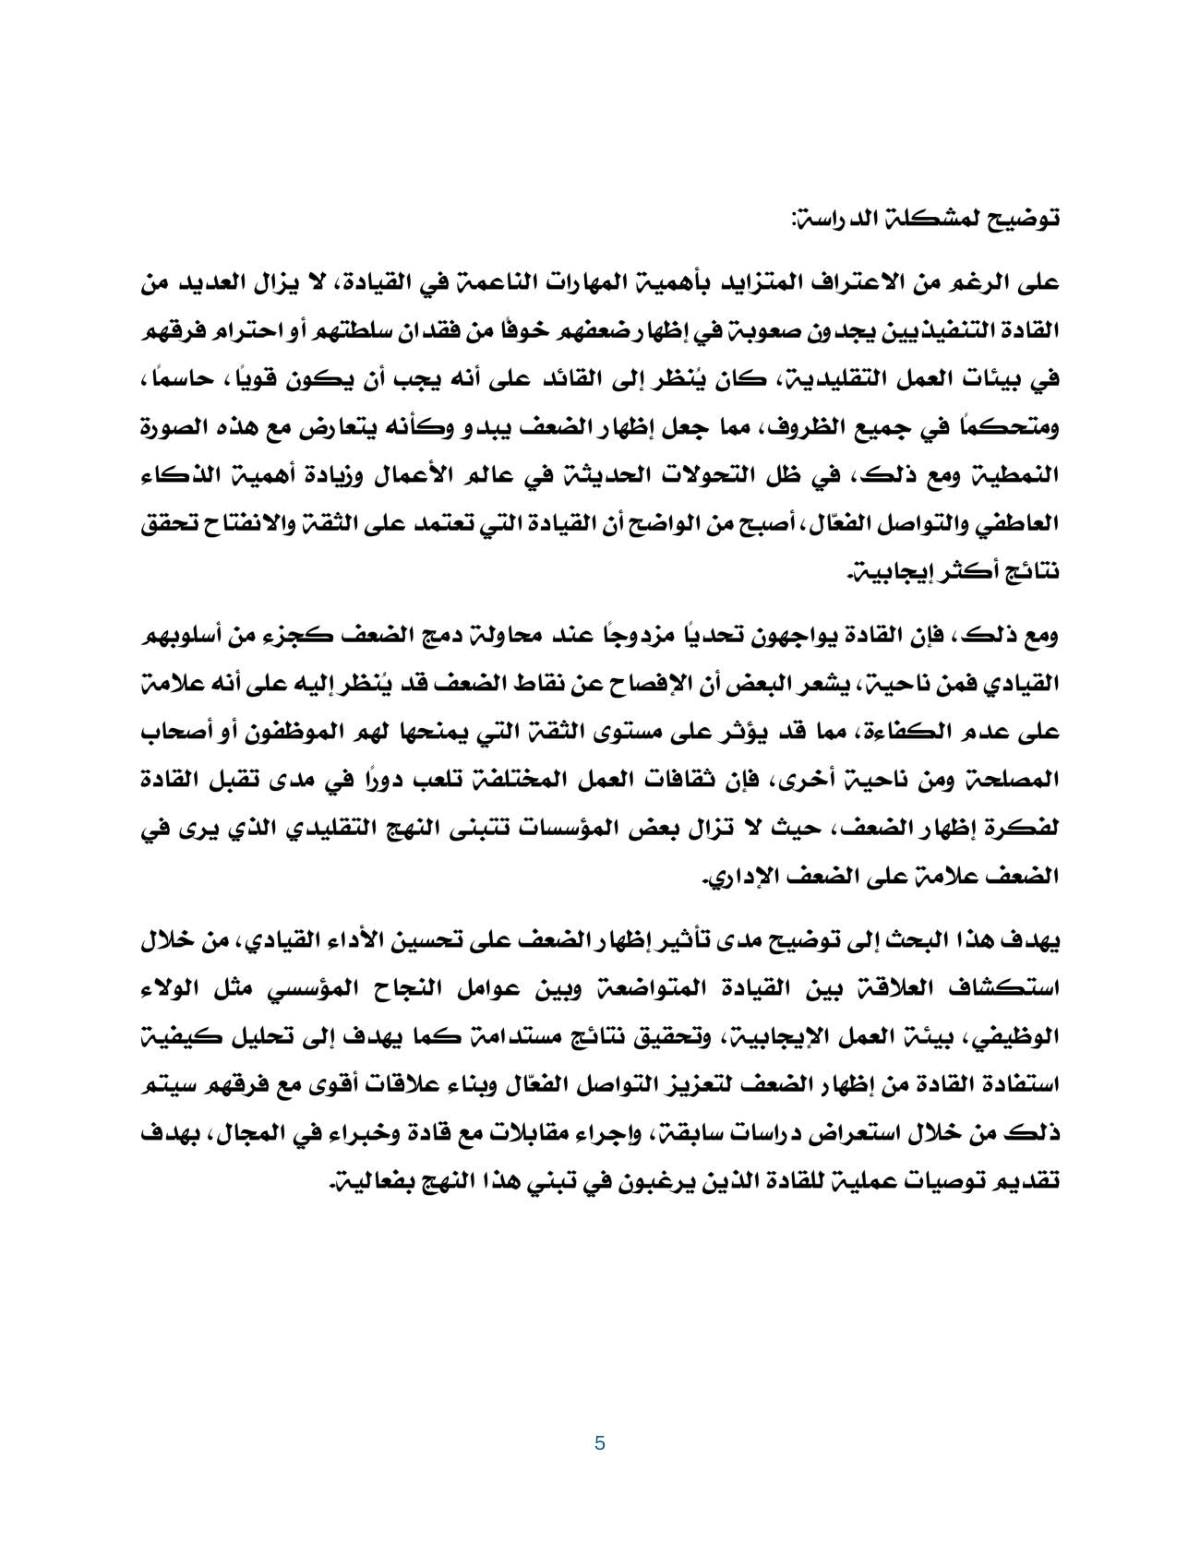 توضيح لمشكلة الدراسة:
على الرغم من الاعتراف المتزايد بأهمية المهارات الناعمة في القيادة، لا يزال العديد من
القادة التنفيذيين يجدون صعوبة في إظهار ضعفهم خوفًا من فقدان سلطتهم أو احترام فرقهم
في بيئات العمل التقليدية، كان يُنظر إلى القائد على أنه يجب أن يكون قويًا، حاسمًا،
ومتحكمًا في جميع الظروف، مما جعل إظهار الضعف يبدو وكأنه يتعارض مع هذه الصورة
النمطية ومع ذلك، في ظل التحولات الحديثة في عالم الأعمال وزيادة أهمية الذكاء
العاطفي والتواصل الفعّال، أصبح من الواضح أن القيادة التي تعتمد على الثقة والانفتاح تحقق
نتائج أكثر إيجابية.
ومع ذلك، فإن القادة يواجهون تحديًا مزدوجًا عند محاولة دمج الضعف كجزء من أسلوبهم
القيادي فمن ناحية، يشعر البعض أن الإفصاح عن نقاط الضعف قد يُنظر إليه على أنه علامة
على عدم الكفاءة، مما قد يؤثر على مستوى الثقة التي يمنحها لهم الموظفون أو أصحاب
المصلحة ومن ناحية أخرى، فإن ثقافات العمل المختلفة تلعب دورًا في مدى تقبل القادة
لفكرة إظهار الضعف، حيث لا تزال بعض المؤسسات تتبنى النهج التقليدي الذي يرى في
الضعف علامة على الضعف الإداري.
يهدف هذا البحث إلى توضيح مدى تأثير إظهار الضعف على تحسين الأداء القيادي، من خلال
استكشاف العلاقة بين القيادة المتواضعة وبين عوامل النجاح المؤسسي مثل الولاء
الوظيفي، بيئة العمل الإيجابية، وتحقيق نتائج مستدامة كما يهدف إلى تحليل كيفية
استفادة القادة من إظهار الضعف لتعزيز التواصل الفعّال وبناء علاقات أقوى مع فرقهم سيتم
ذلك من خلال استعراض دراسات سابقة، وإجراء مقابلات مع قادة وخبراء في المجال، بهدف
تقديم توصيات عملية للقادة الذين يرغبون في تبني هذا النهج بفعالية.
5